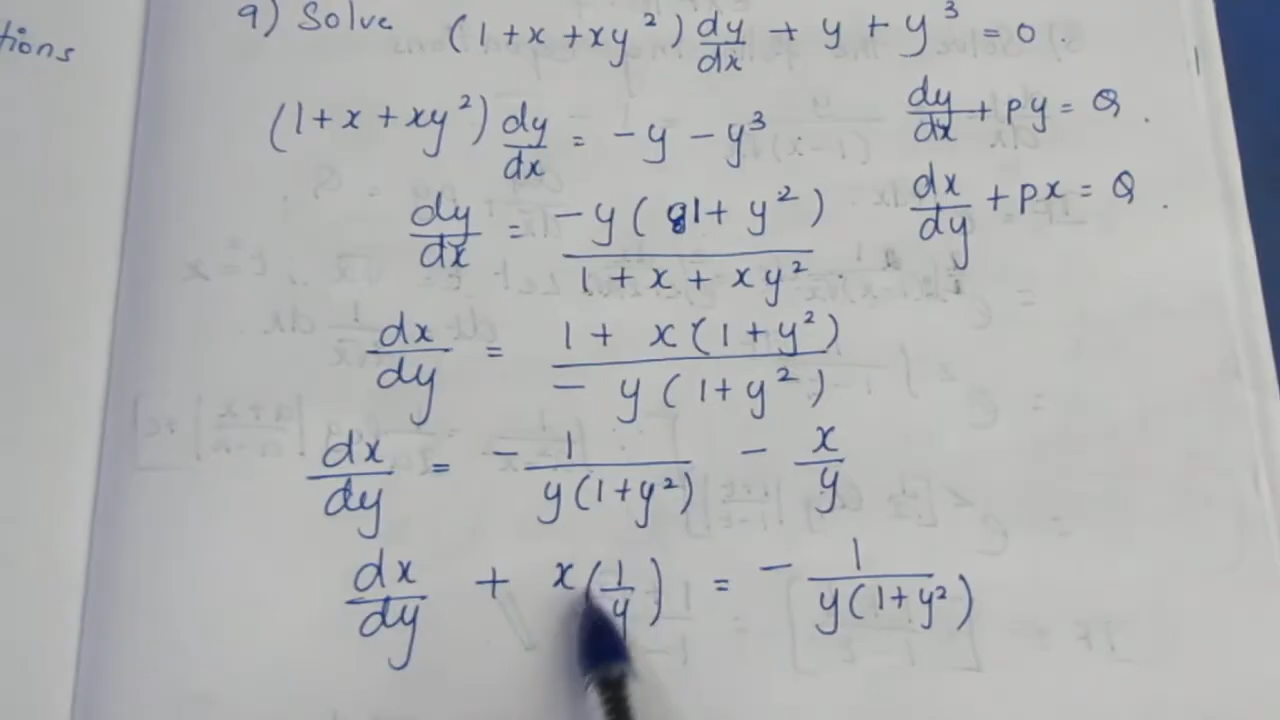 tions
9) Solve (1+x+xy²) dy/dx + y + y³ = 0.
(1+x+xy²) dy/dx = -y - y³
dy/dx + py = Q.
dy/dx = -y(1+y²)/(1+x+xy²).
dx/dy + px = Q.
dx/dy = (1+x(1+y²))/(-y(1+y²))
dx/dy = -1/(y(1+y²)) - x/y
dx/dy + x(1/y) = -1/(y(1+y²))